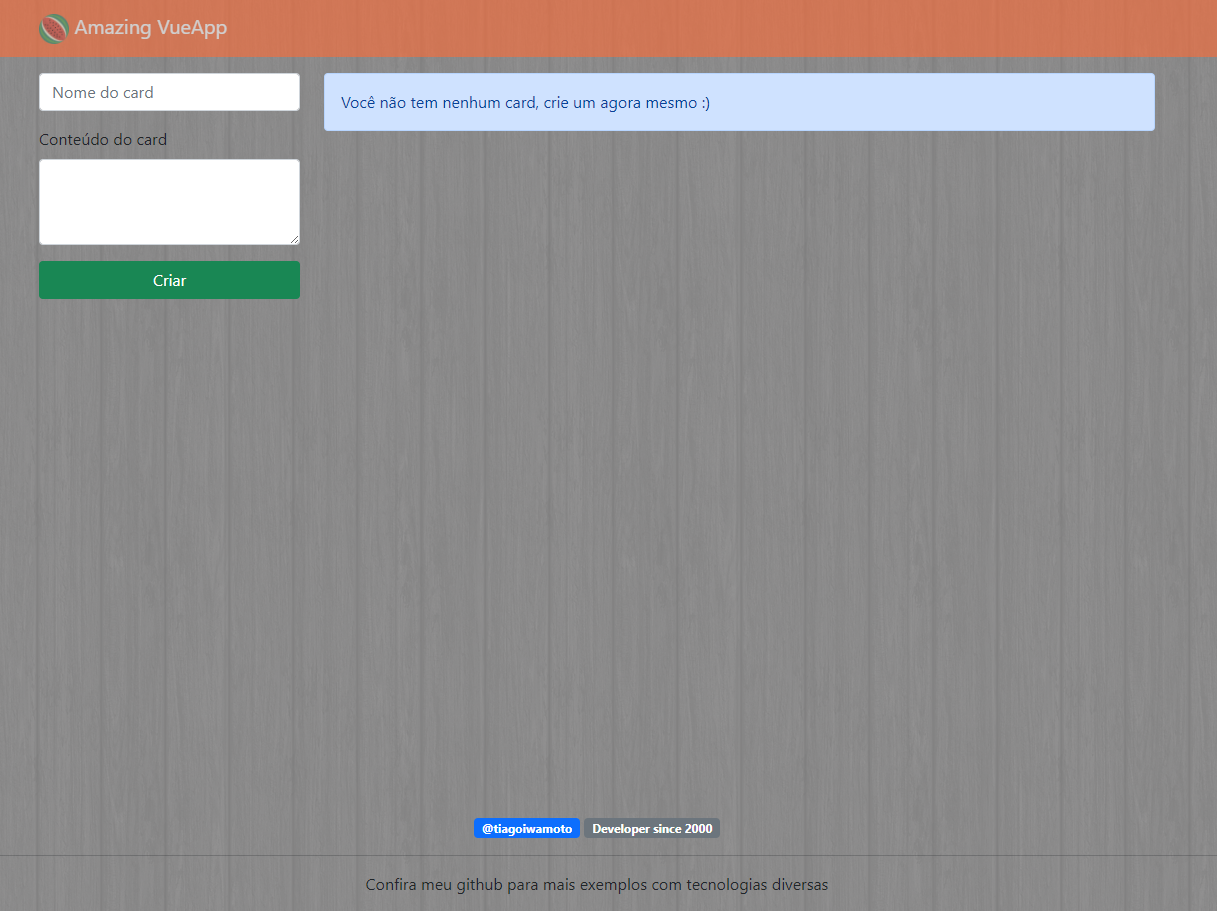 Amazing VueApp
Nome do card
Você não tem nenhum card, crie um agora mesmo :)
Conteúdo do card
Criar
@tiagoiwamoto Developer since 2000
Confira meu github para mais exemplos com tecnologias diversas